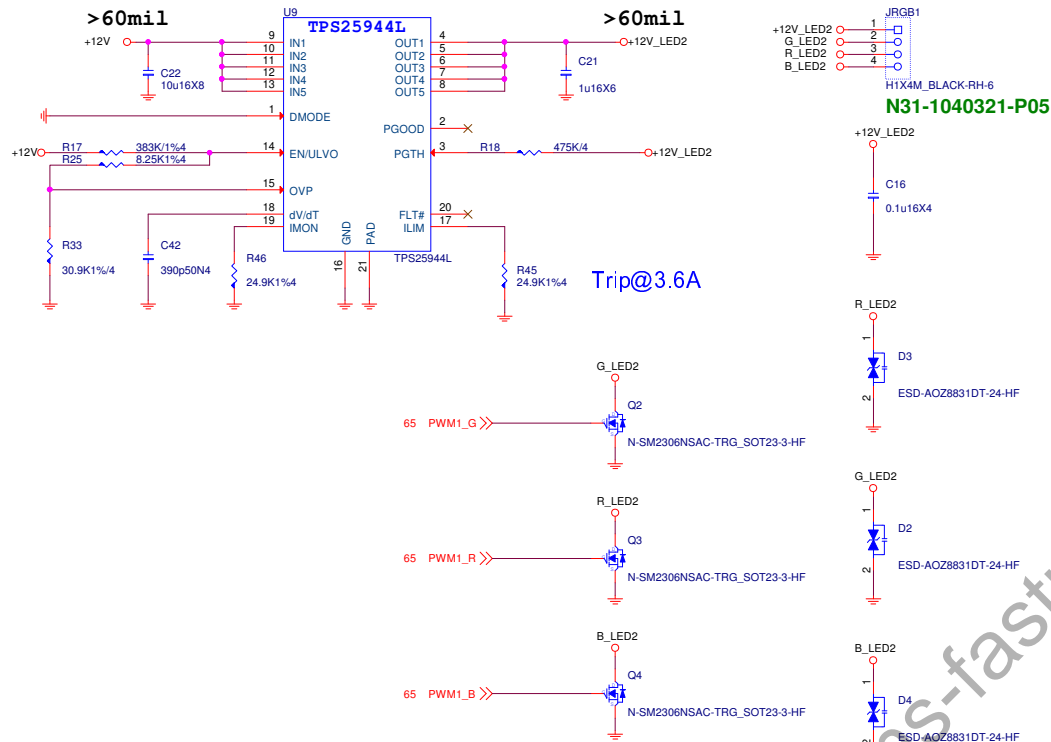 >60mil
U9
TPS25944L
>60mil
+12V
9
10
11
12
13
IN1
IN2
IN3
IN4
IN5
OUT1
OUT2
OUT3
OUT4
OUT5
4
5
6
7
8
+12V_LED2
C22
10u16X8
C21
1u16X6
1
DMODE
PGOOD
2
+12V
R17
383K/1%4
R25
8.25K1%4
14
EN/ULVO
PGTH
3
R18
475K/4
+12V_LED2
15
OVP
18
dV/dT
19
IMON
FLT#
20
ILIM
17
GND
PAD
16
21
TPS25944L
R33
30.9K1%/4
C42
390p50N4
R46
24.9K1%4
R45
24.9K1%4
Trip@3.6A
JRGB1
+12V_LED2
1
G_LED2
2
R_LED2
3
B_LED2
4
H1X4M_BLACK-RH-6
N31-1040321-P05
+12V_LED2
C16
0.1u16X4
R_LED2
1
D3
2
ESD-AOZ8831DT-24-HF
G_LED2
65 PWM1_G
Q2
N-SM2306NSAC-TRG_SOT23-3-HF
R_LED2
65 PWM1_R
Q3
N-SM2306NSAC-TRG_SOT23-3-HF
G_LED2
1
D2
2
ESD-AOZ8831DT-24-HF
B_LED2
65 PWM1_B
Q4
N-SM2306NSAC-TRG_SOT23-3-HF
B_LED2
1
D4
ESD-AOZ8831DT-24-HF